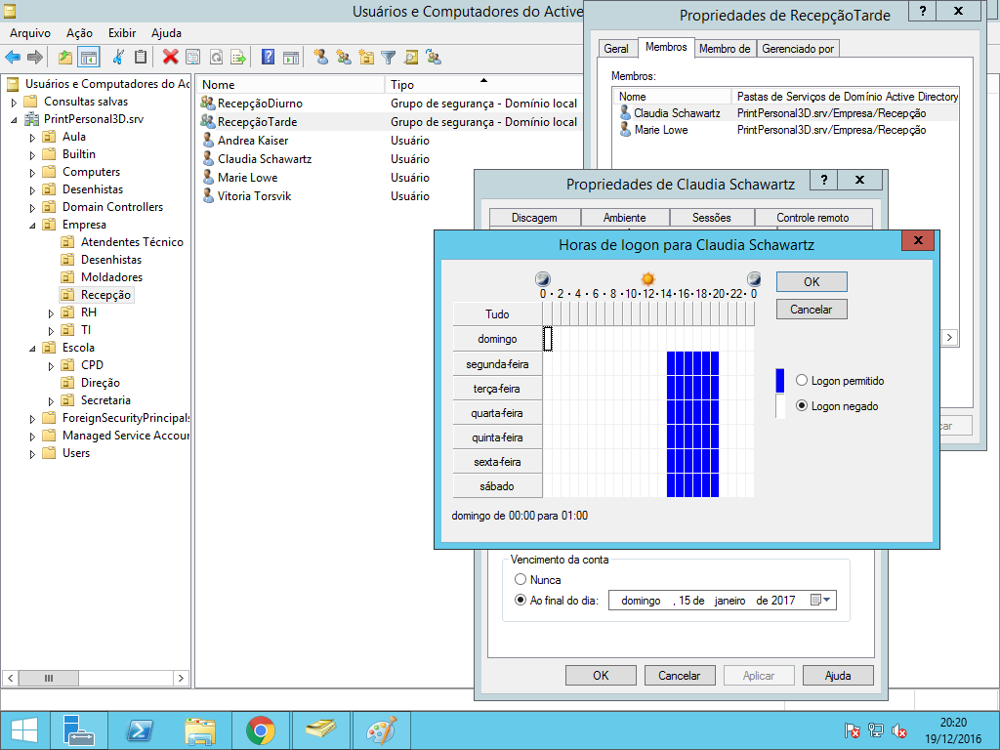 Usuários e Computadores do Active
Arquivo Ação Exibir Ajuda
Usuários e Computadores do Ac
Consultas salvas
PrintPersonal3D.srv
Aula
Builtin
Computers
Desenhistas
Domain Controllers
Empresa
Atendentes Técnico
Desenhistas
Moldadores
Recepção
RH
TI
Escola
CPD
Direção
Secretaria
ForeignSecurityPrincipals
Managed Service Accour
Users
Nome Tipo
RecepçãoDiurno Grupo de segurança - Domínio local
RecepçãoTarde Grupo de segurança - Domínio local
Andrea Kaiser Usuário
Claudia Schawartz Usuário
Marie Lowe Usuário
Vitoria Torsvik Usuário
Propriedades de RecepçãoTarde
? X
Geral Membros Membro de Gerenciado por
Membros:
Nome Pastas de Serviços de Domínio Active Directory
Claudia Schawartz PrintPersonal3D.srv/Empresa/Recepção
Marie Lowe PrintPersonal3D.srv/Empresa/Recepção
car
Propriedades de Claudia Schawartz
? X
Discagem Ambiente Sessões Controle remoto
Horas de logon para Claudia Schawartz
X
0 · 2 · 4 · 6 · 8 · 10 · 12 · 14 · 16 · 18 · 20 · 22 · 0
Tudo
domingo
segunda-feira
terça-feira
quarta-feira
quinta-feira
sexta-feira
sábado
OK
Cancelar
Logon permitido
Logon negado
domingo de 00:00 para 01:00
Vencimento da conta
Nunca
Ao final do dia: domingo , 15 de janeiro de 2017
OK Cancelar Aplicar Ajuda
20:20
19/12/2016